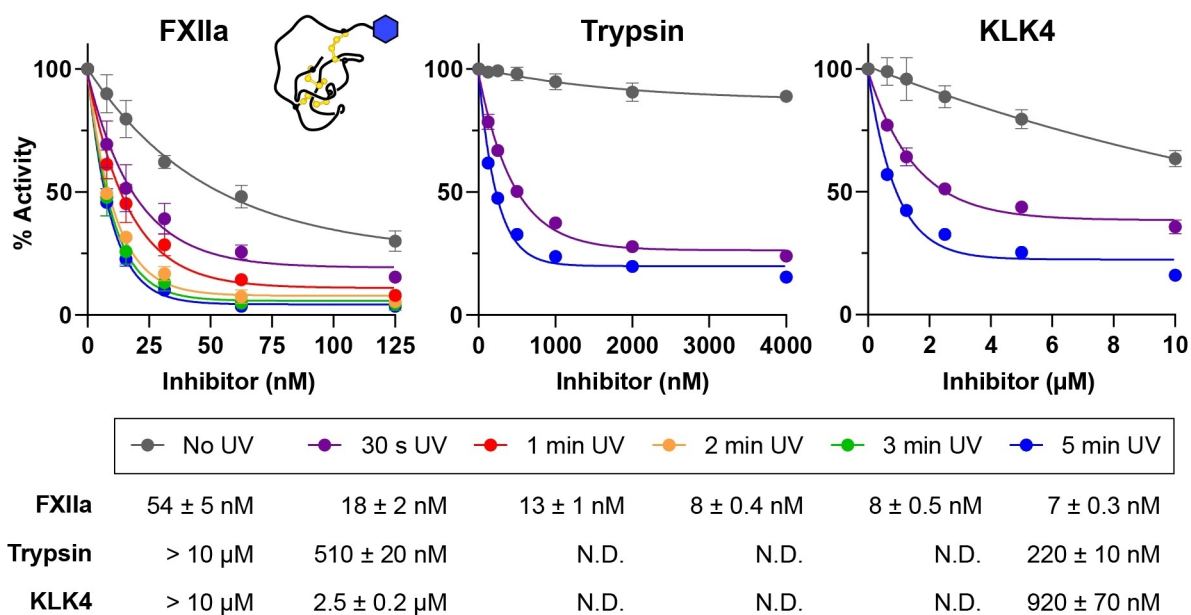 FXIIa Trypsin KLK4
% Activity
100 100 100
50 50 50
0 0 0
0 25 50 75 100 125 0 1000 2000 3000 4000 0 2 4 6 8 10
Inhibitor (nM) Inhibitor (nM) Inhibitor (µM)
No UV 30 s UV 1 min UV 2 min UV 3 min UV 5 min UV
FXIIa 54 ± 5 nM 18 ± 2 nM 13 ± 1 nM 8 ± 0.4 nM 8 ± 0.5 nM 7 ± 0.3 nM
Trypsin > 10 µM 510 ± 20 nM N.D. N.D. N.D. 220 ± 10 nM
KLK4 > 10 µM 2.5 ± 0.2 µM N.D. N.D. N.D. 920 ± 70 nM